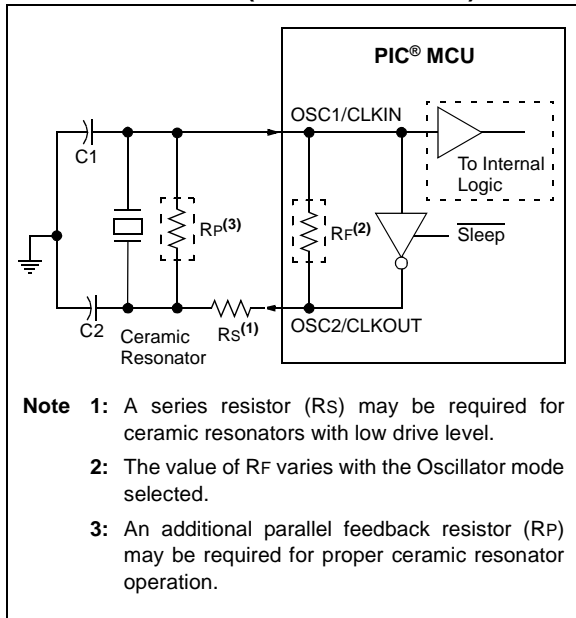 PIC® MCU
OSC1/CLKIN
C1
To Internal
Logic
RP(3)
RF(2)
Sleep
C2
Ceramic
Resonator
RS(1)
OSC2/CLKOUT
Note 1: A series resistor (RS) may be required for
ceramic resonators with low drive level.
2: The value of RF varies with the Oscillator mode
selected.
3: An additional parallel feedback resistor (RP)
may be required for proper ceramic resonator
operation.